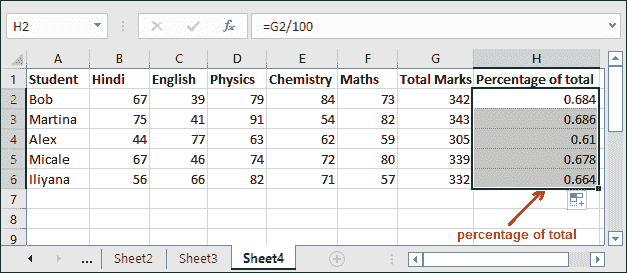 H2 fx =G2/100
A B C D E F G H
1 Student Hindi English Physics Chemistry Maths Total Marks Percentage of total
2 Bob 67 39 79 84 73 342 0.684
3 Martina 75 41 91 54 82 343 0.686
4 Alex 44 77 63 62 59 305 0.61
5 Micale 67 46 74 72 80 339 0.678
6 Iliyana 56 66 82 71 57 332 0.664
7
8 percentage of total
9
... Sheet2 Sheet3 Sheet4